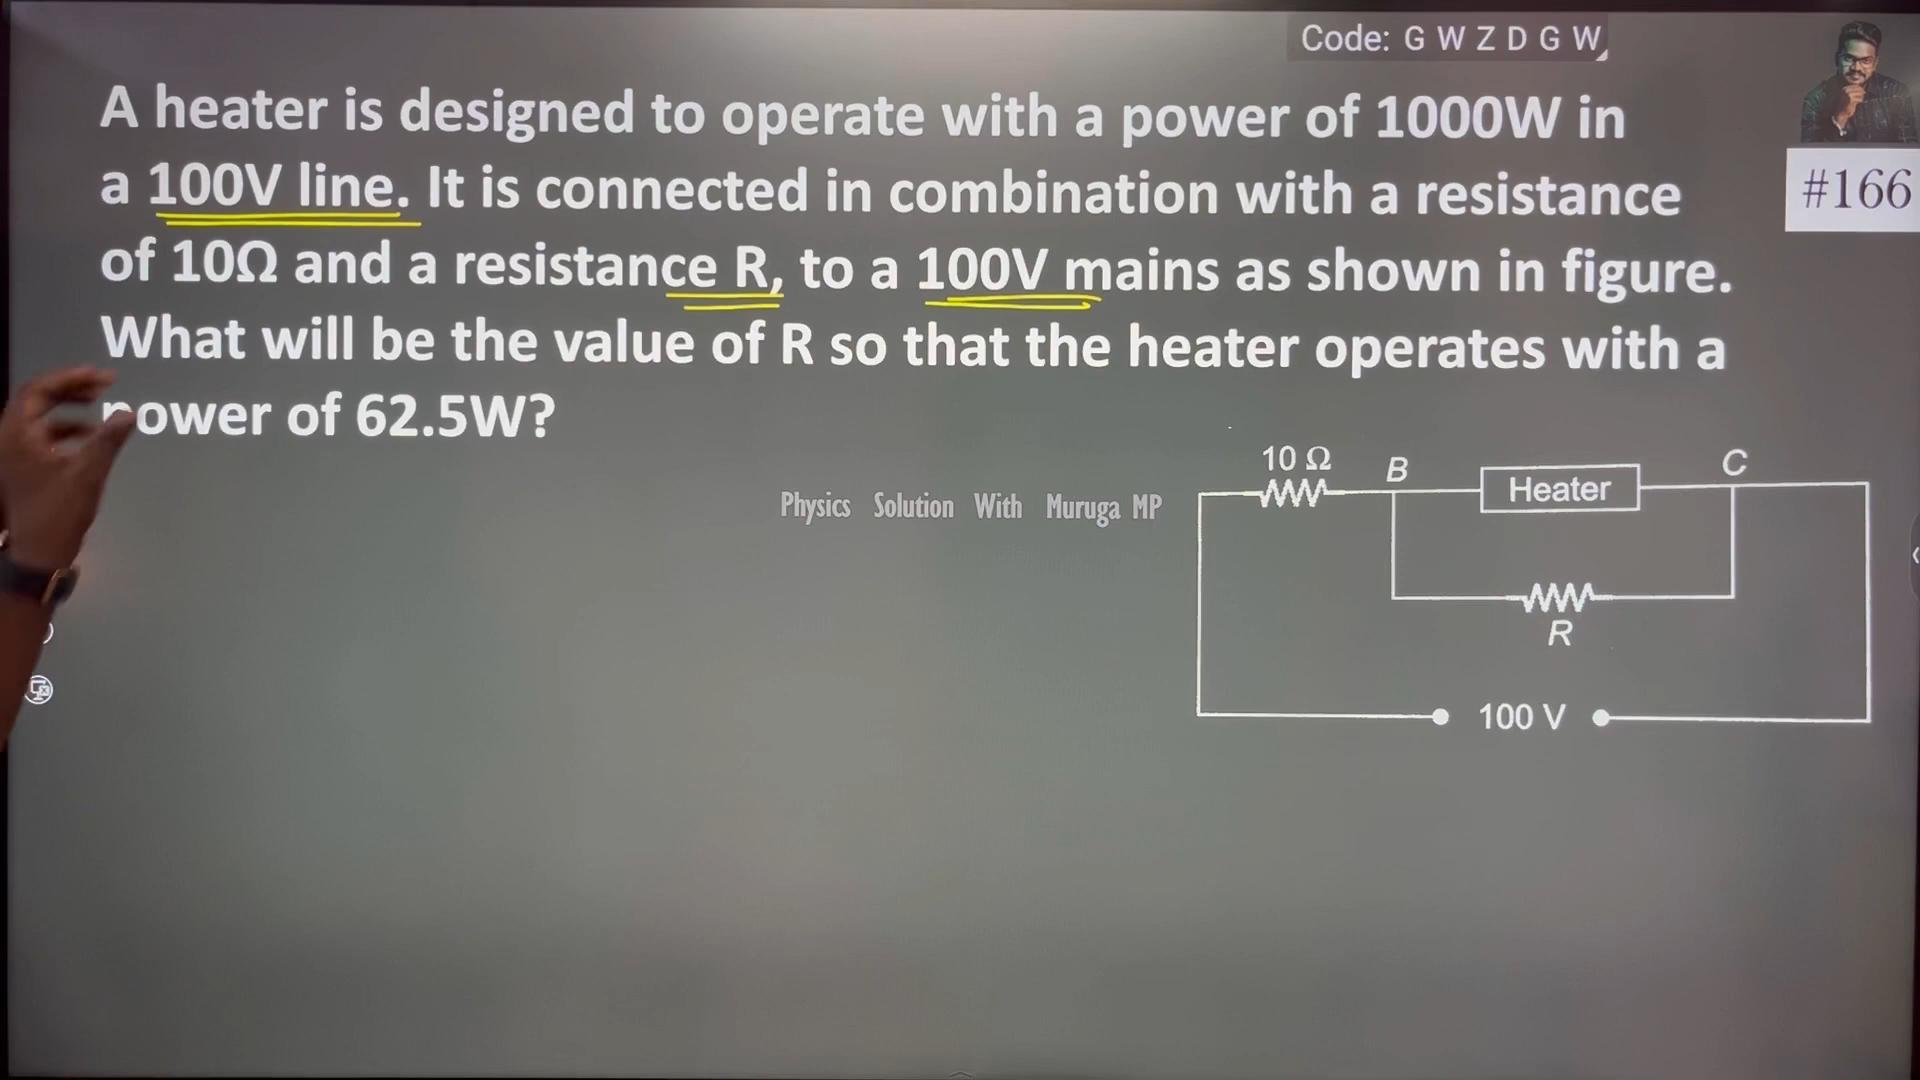 Code: G W Z D G W
A heater is designed to operate with a power of 1000W in
a 100V line. It is connected in combination with a resistance
#166
of 10Ω and a resistance R, to a 100V mains as shown in figure.
What will be the value of R so that the heater operates with a
power of 62.5W?
10 Ω
B
Heater
C
Physics Solution With Muruga MP
R
100 V